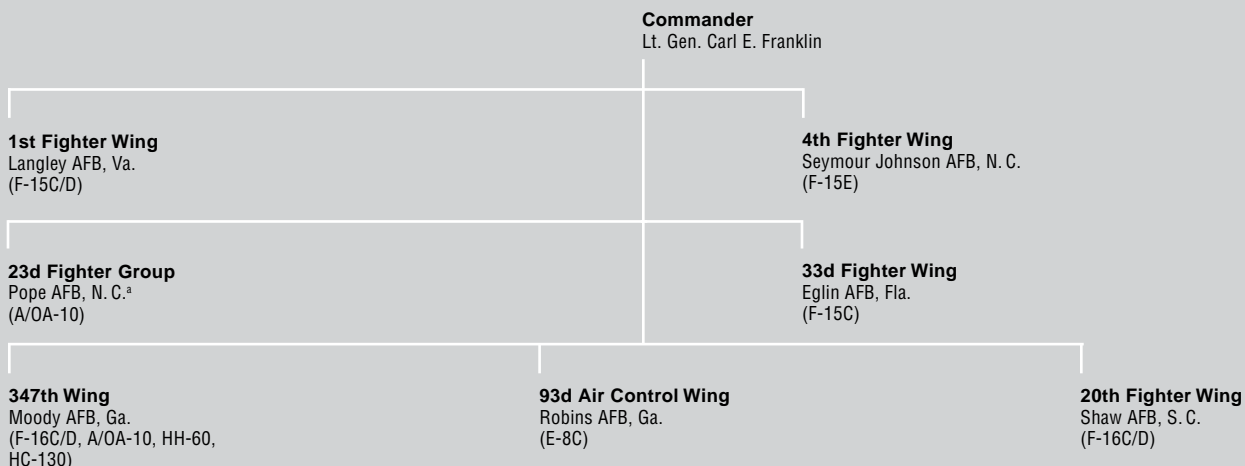 Commander
Lt. Gen. Carl E. Franklin
1st Fighter Wing
Langley AFB, Va.
(F-15C/D)
4th Fighter Wing
Seymour Johnson AFB, N. C.
(F-15E)
23d Fighter Group
Pope AFB, N. C.ᵃ
(A/OA-10)
33d Fighter Wing
Eglin AFB, Fla.
(F-15C)
347th Wing
Moody AFB, Ga.
(F-16C/D, A/OA-10, HH-60,
HC-130)
93d Air Control Wing
Robins AFB, Ga.
(E-8C)
20th Fighter Wing
Shaw AFB, S. C.
(F-16C/D)